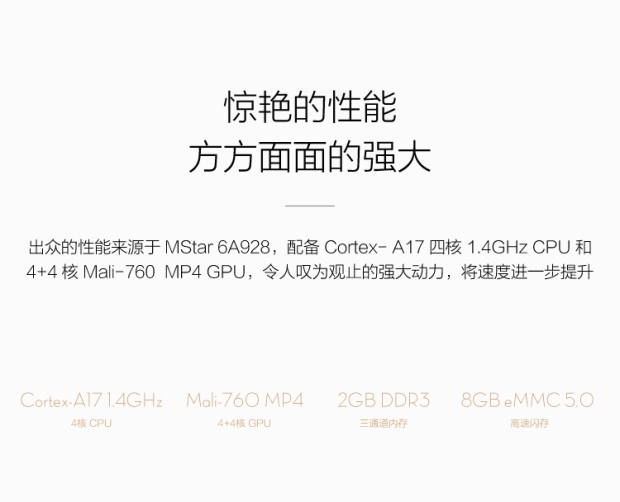 惊艳的性能
方方面面的强大
出众的性能来源于 MStar 6A928，配备 Cortex- A17 四核 1.4GHz CPU 和
4+4 核 Mali-760  MP4 GPU，令人叹为观止的强大动力，将速度进一步提升
Cortex-A17 1.4GHz Mali-760 MP4 2GB DDR3 8GB eMMC 5.0
4核 CPU 4+4核 GPU 三通道内存 高速闪存